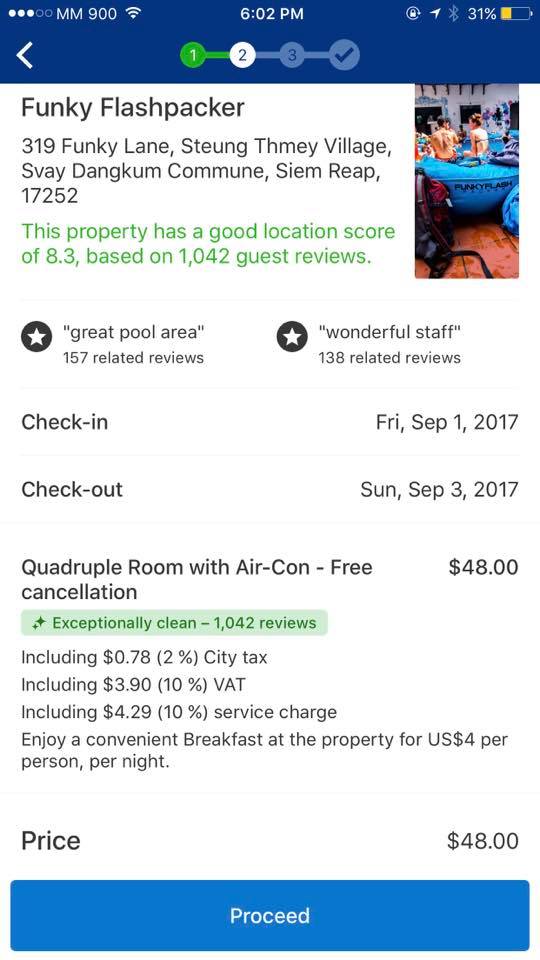 MM 900
6:02 PM
31%
1
2
3
Funky Flashpacker
319 Funky Lane, Steung Thmey Village,
Svay Dangkum Commune, Siem Reap,
17252
This property has a good location score
of 8.3, based on 1,042 guest reviews.
FUNKY FLASH
"great pool area"
157 related reviews
"wonderful staff"
138 related reviews
Check-in
Fri, Sep 1, 2017
Check-out
Sun, Sep 3, 2017
Quadruple Room with Air-Con - Free
cancellation
$48.00
Exceptionally clean – 1,042 reviews
Including $0.78 (2 %) City tax
Including $3.90 (10 %) VAT
Including $4.29 (10 %) service charge
Enjoy a convenient Breakfast at the property for US$4 per
person, per night.
Price
$48.00
Proceed